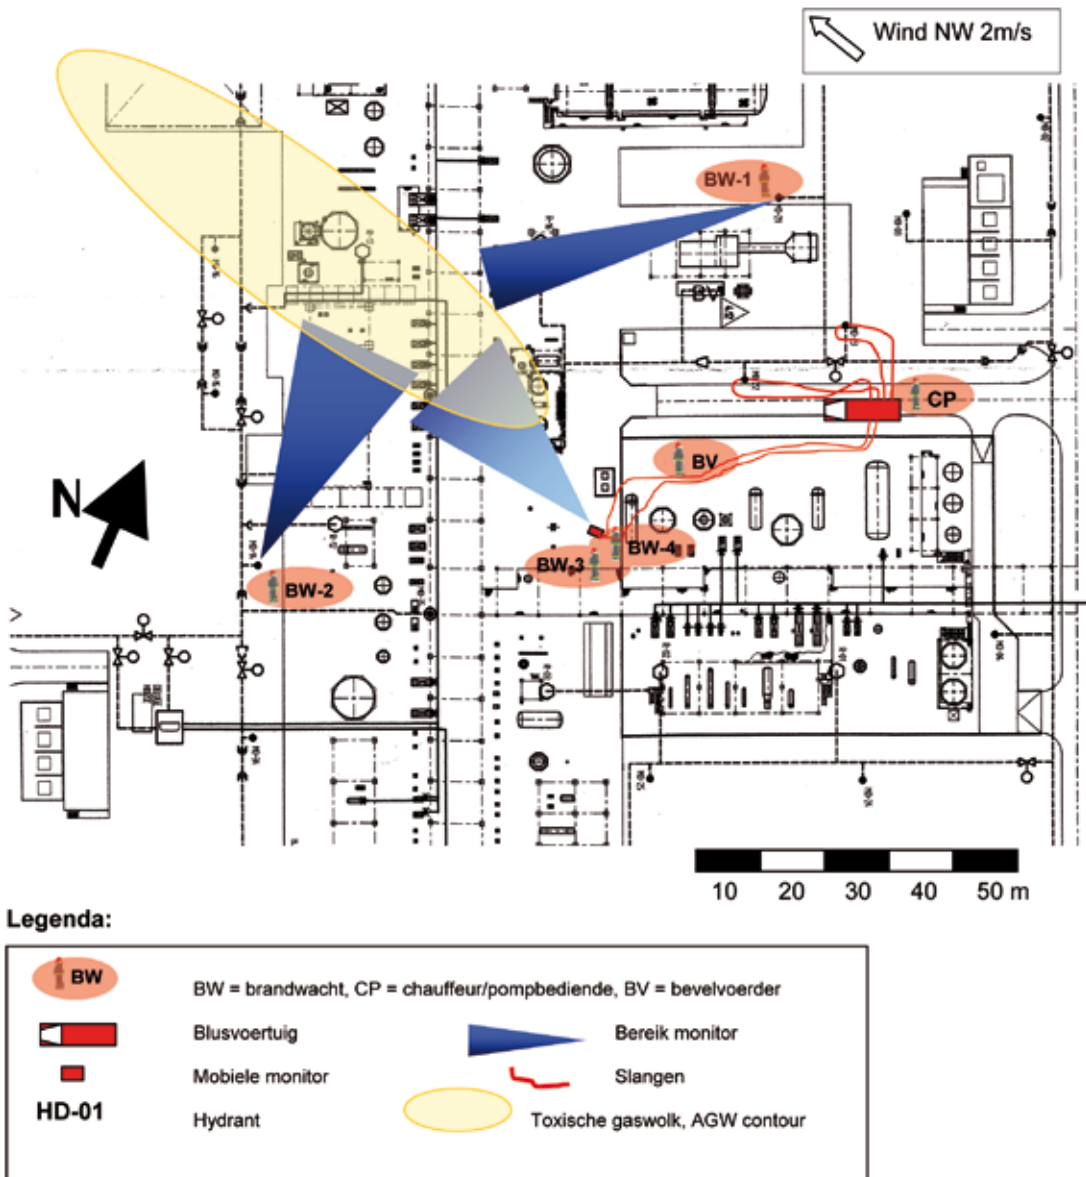 Wind NW 2m/s
BW-1
BV
CP
BV
N
BW-4
BW-3
BW-2
10 20 30 40 50 m
Legenda:
BW
BW = brandwacht, CP = chauffeur/pompbediende, BV = bevelvoerder
Blusvoertuig
Bereik monitor
Mobiele monitor
Slangen
HD-01
Hydrant
Toxische gaswolk, AGW contour